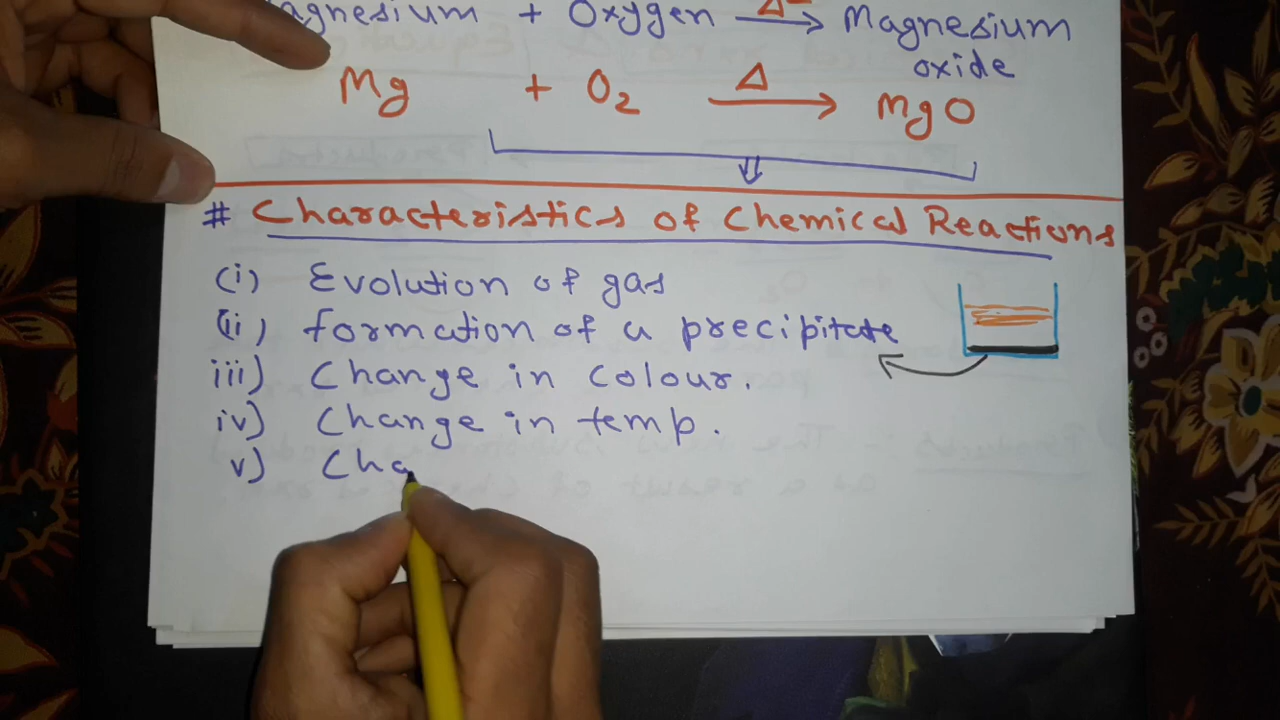 agnesium + Oxygen Δ→ Magnesium
oxide
Mg + O₂ Δ→ MgO
# Characteristics of Chemical Reactions
(i) Evolution of gas
(ii) formation of a precipitate
iii) Change in colour.
iv) Change in temp.
v) Cha